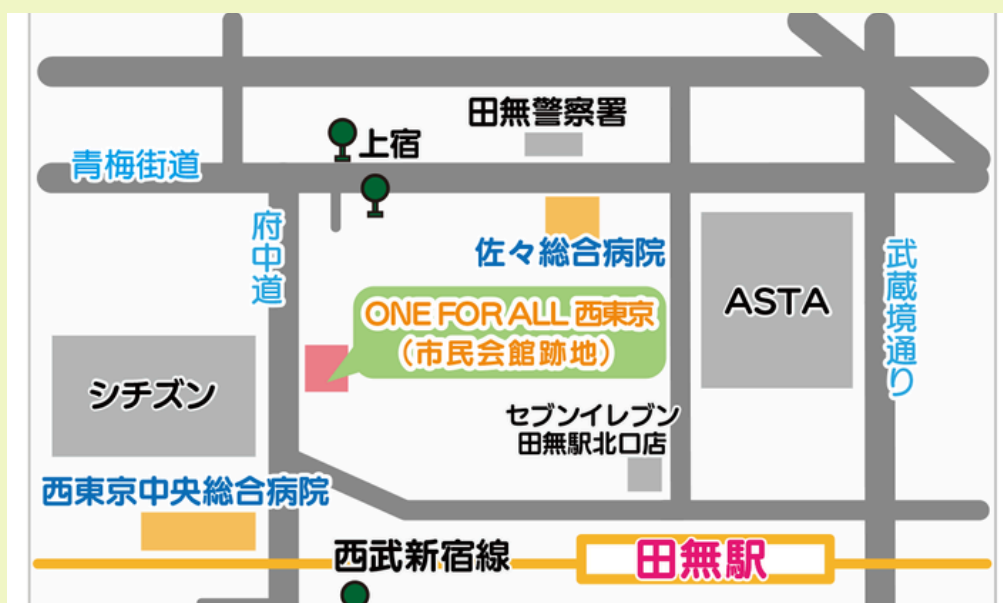 田無警察署
上宿
青梅街道
府中道
佐々総合病院
武蔵境通り
ASTA
ONE FOR ALL 西東京
(市民会館跡地)
シチズン
セブンイレブン
田無駅北口店
西東京中央総合病院
西武新宿線
田無駅